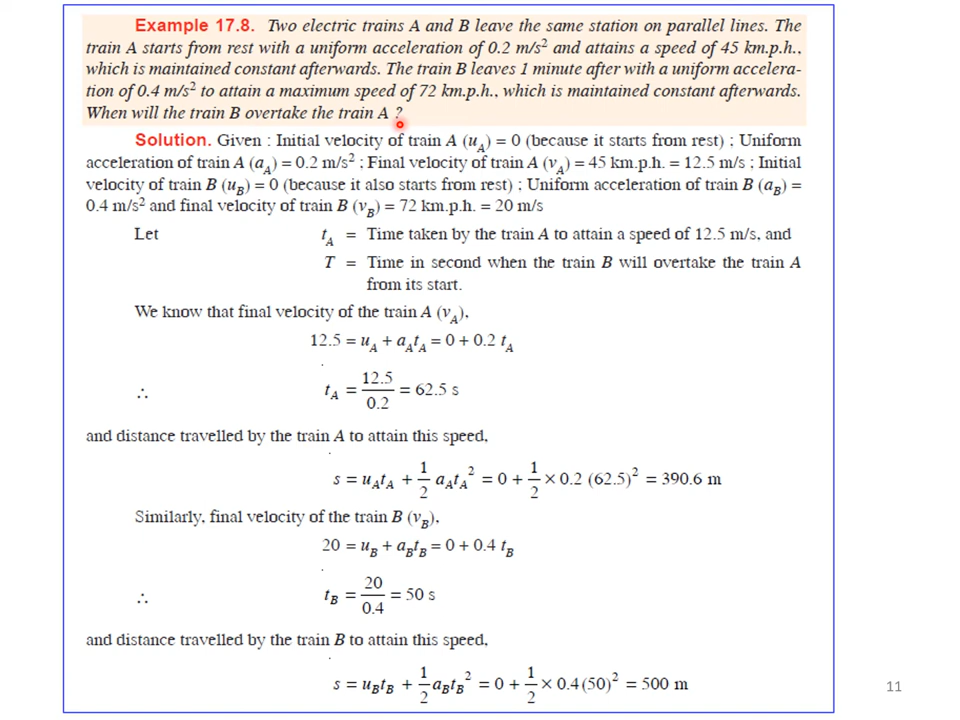 Example 17.8. Two electric trains A and B leave the same station on parallel lines. The
train A starts from rest with a uniform acceleration of 0.2 m/s² and attains a speed of 45 km.p.h.,
which is maintained constant afterwards. The train B leaves 1 minute after with a uniform accelera-
tion of 0.4 m/s² to attain a maximum speed of 72 km.p.h., which is maintained constant afterwards.
When will the train B overtake the train A ?
Solution. Given : Initial velocity of train A (u_A) = 0 (because it starts from rest) ; Uniform
acceleration of train A (a_A) = 0.2 m/s² ; Final velocity of train A (v_A) = 45 km.p.h. = 12.5 m/s ; Initial
velocity of train B (u_B) = 0 (because it also starts from rest) ; Uniform acceleration of train B (a_B) =
0.4 m/s² and final velocity of train B (v_B) = 72 km.p.h. = 20 m/s
Let t_A = Time taken by the train A to attain a speed of 12.5 m/s, and
T = Time in second when the train B will overtake the train A
from its start.
We know that final velocity of the train A (v_A),
12.5 = u_A + a_A t_A = 0 + 0.2 t_A
∴ t_A = 12.5/0.2 = 62.5 s
and distance travelled by the train A to attain this speed,
s = u_A t_A + 1/2 a_A t_A² = 0 + 1/2 × 0.2 (62.5)² = 390.6 m
Similarly, final velocity of the train B (v_B),
20 = u_B + a_B t_B = 0 + 0.4 t_B
∴ t_B = 20/0.4 = 50 s
and distance travelled by the train B to attain this speed,
s = u_B t_B + 1/2 a_B t_B² = 0 + 1/2 × 0.4 (50)² = 500 m
11